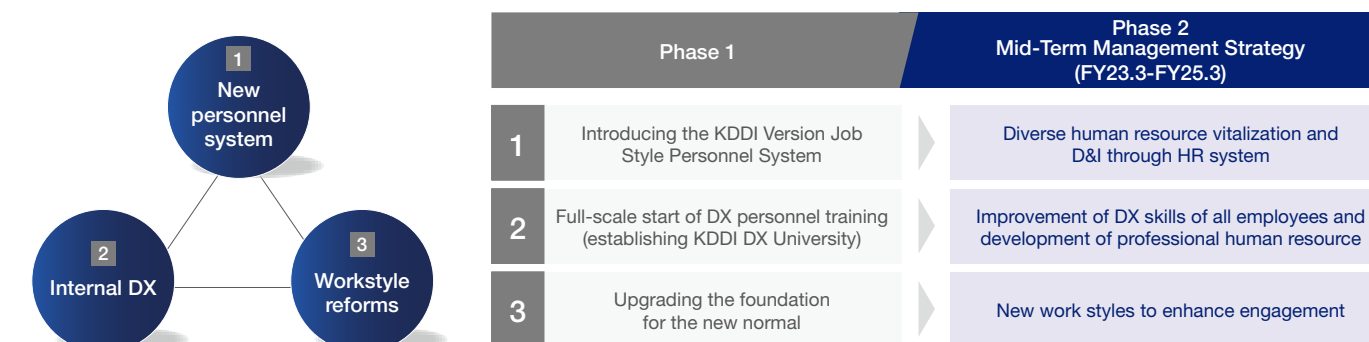 1
New
personnel
system
2
Internal DX
3
Workstyle
reforms
Phase 1
Phase 2
Mid-Term Management Strategy
(FY23.3-FY25.3)
1
Introducing the KDDI Version Job
Style Personnel System
Diverse human resource vitalization and
D&I through HR system
2
Full-scale start of DX personnel training
(establishing KDDI DX University)
Improvement of DX skills of all employees and
development of professional human resource
3
Upgrading the foundation
for the new normal
New work styles to enhance engagement